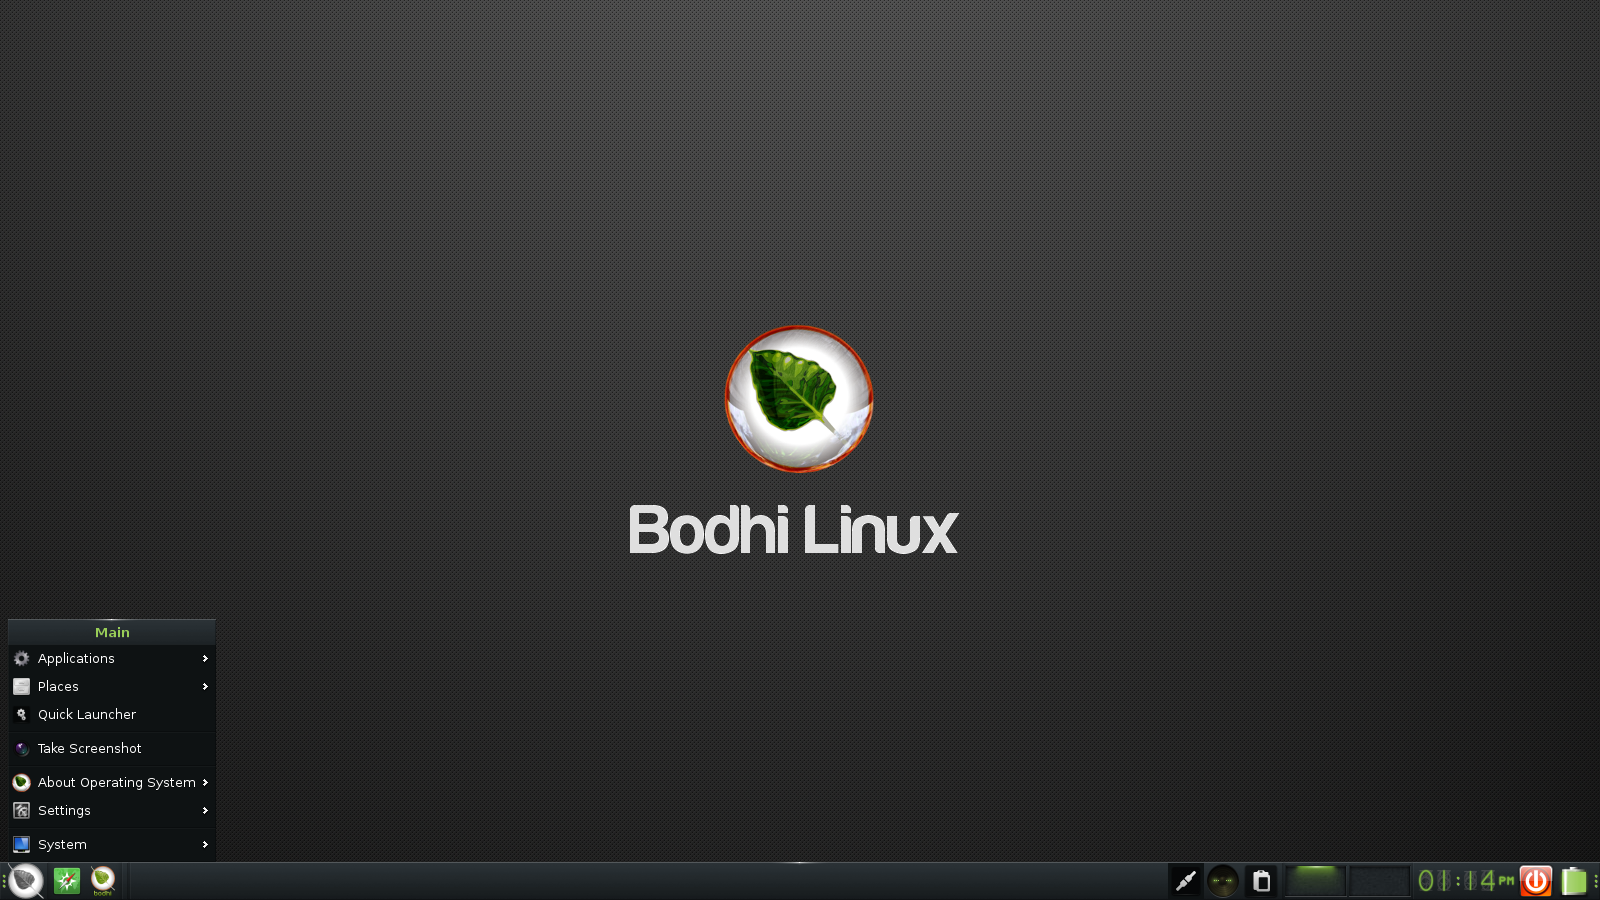 Bodhi Linux
Main
Applications
Places
Quick Launcher
Take Screenshot
About Operating System
Settings
System
bodhi
01:14 PM